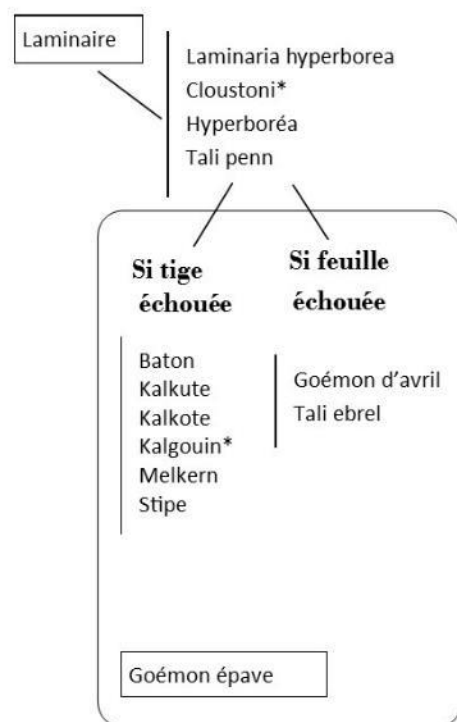 Laminaire
Laminaria hyperborea
Cloustoni*
Hyperboréa
Tali penn
Si tige
échouée
Si feuille
échouée
Baton
Kalkute
Kalkote
Kalgouin*
Melkern
Stipe
Goémon d'avril
Tali ebrel
Goémon épave